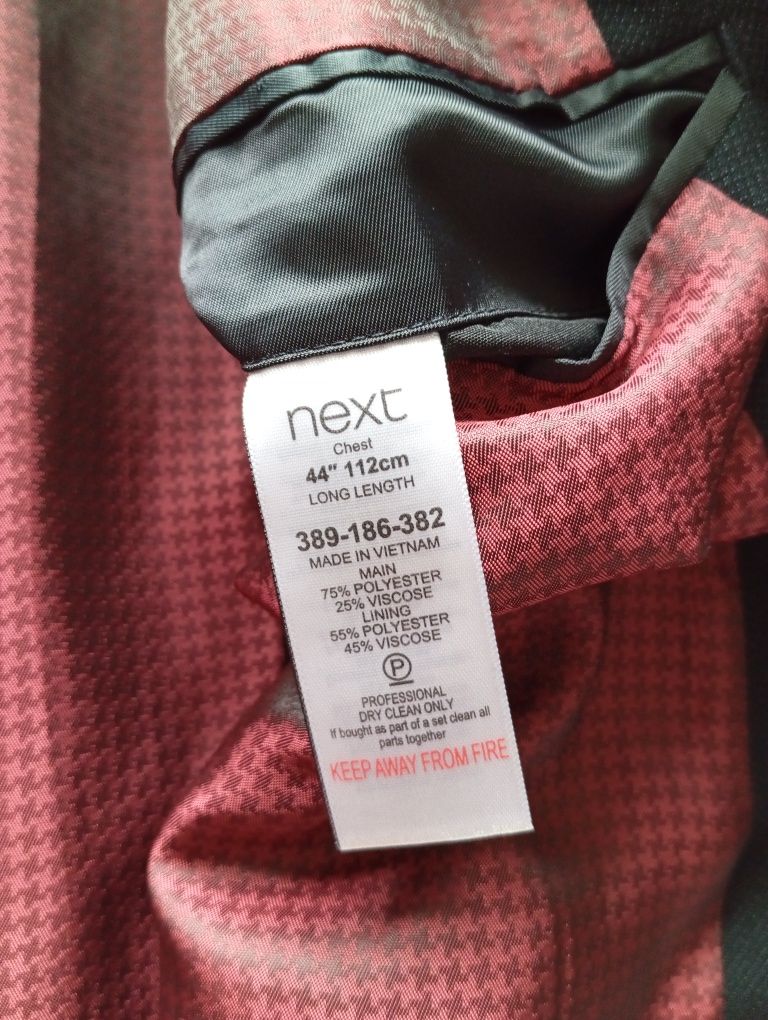 next
Chest
44" 112cm
LONG LENGTH
389-186-382
MADE IN VIETNAM
MAIN
75% POLYESTER
25% VISCOSE
LINING
55% POLYESTER
45% VISCOSE
P
PROFESSIONAL
DRY CLEAN ONLY
If bought as part of a set clean all
parts together
KEEP AWAY FROM FIRE